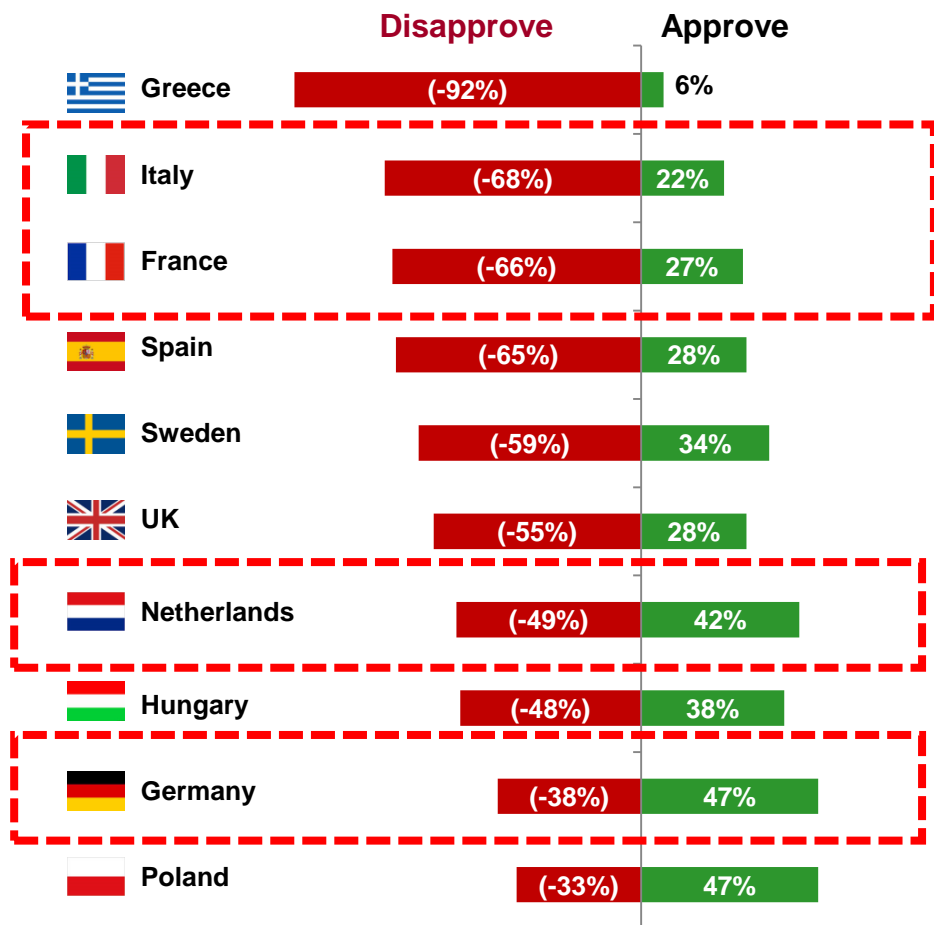 Disapprove Approve
Greece (-92%) 6%
Italy (-68%) 22%
France (-66%) 27%
Spain (-65%) 28%
Sweden (-59%) 34%
UK (-55%) 28%
Netherlands (-49%) 42%
Hungary (-48%) 38%
Germany (-38%) 47%
Poland (-33%) 47%